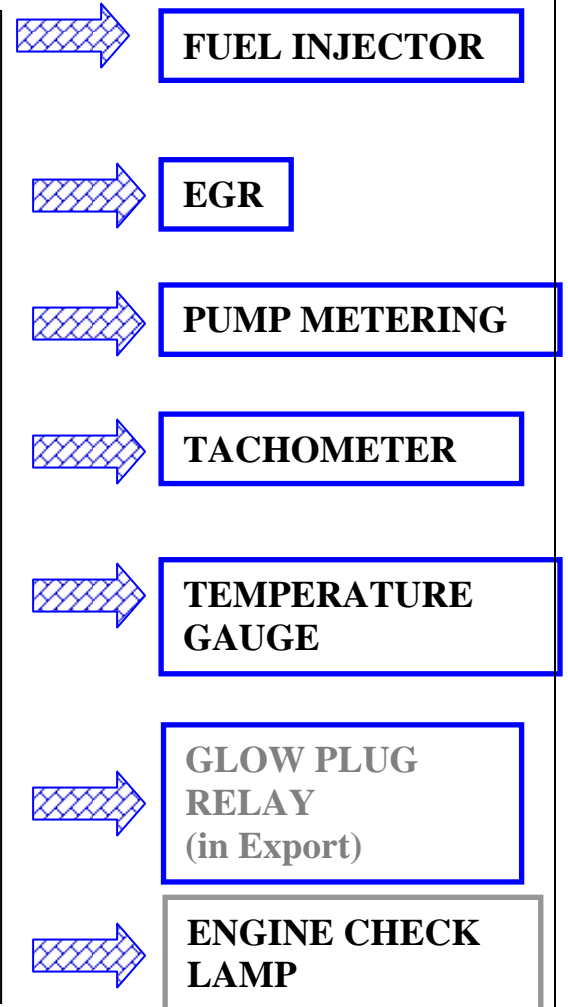 FUEL INJECTOR
EGR
PUMP METERING
TACHOMETER
TEMPERATURE
GAUGE
GLOW PLUG
RELAY
(in Export)
ENGINE CHECK
LAMP